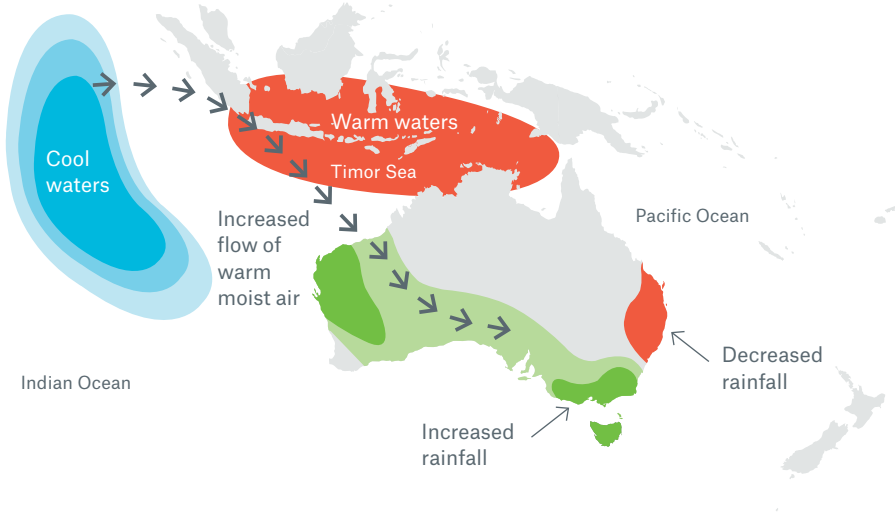 Warm waters
Cool
waters
Timor Sea
Increased
flow of
warm
moist air
Pacific Ocean
Indian Ocean
Decreased
rainfall
Increased
rainfall